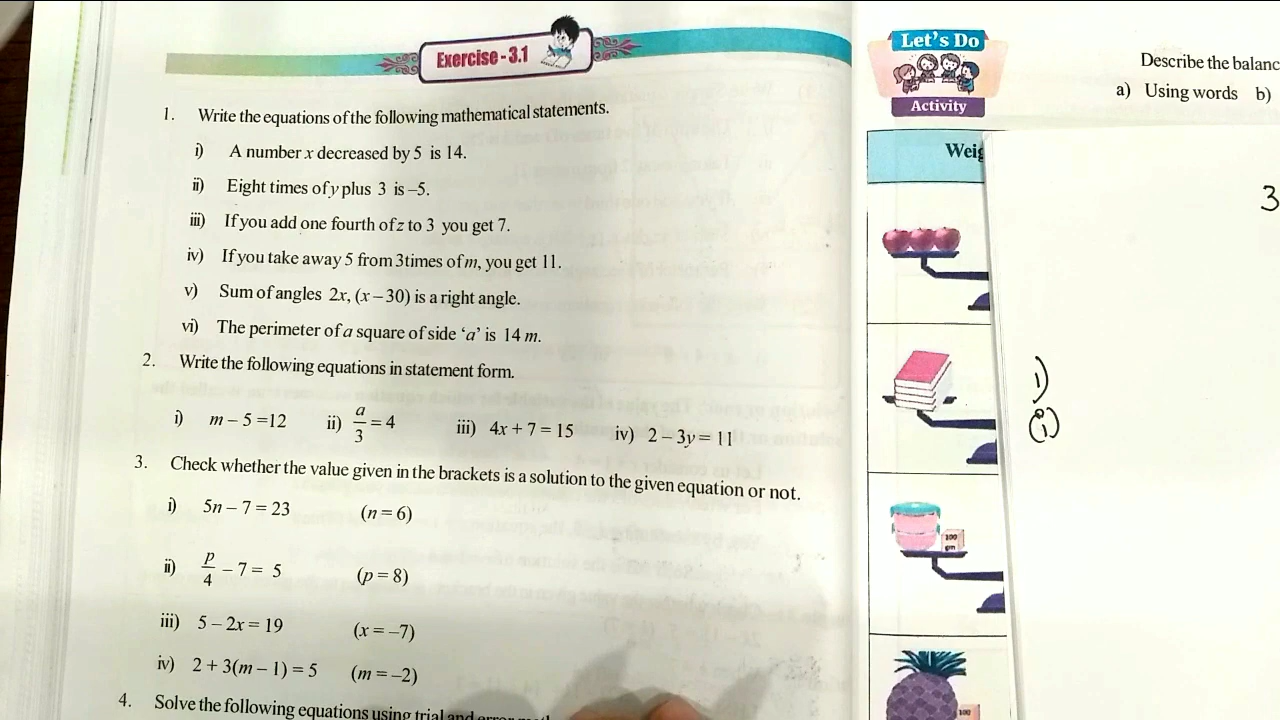 Exercise - 3.1
1. Write the equations of the following mathematical statements.
i) A number x decreased by 5 is 14.
ii) Eight times of y plus 3 is –5.
iii) If you add one fourth of z to 3 you get 7.
iv) If you take away 5 from 3times of m, you get 11.
v) Sum of angles 2x, (x – 30) is a right angle.
vi) The perimeter of a square of side ‘a’ is 14 m.
2. Write the following equations in statement form.
i) m – 5 =12 ii) a/3 = 4 iii) 4x + 7 = 15 iv) 2 – 3y = 11
3. Check whether the value given in the brackets is a solution to the given equation or not.
i) 5n – 7 = 23 (n = 6)
ii) p/4 – 7 = 5 (p = 8)
iii) 5 – 2x = 19 (x = –7)
iv) 2 + 3(m – 1) = 5 (m = –2)
4. Solve the following equations using trial and error
Let's Do
Activity
Describe the balanc
a) Using words b)
Weig
3
i)
(i)
100
gm
100